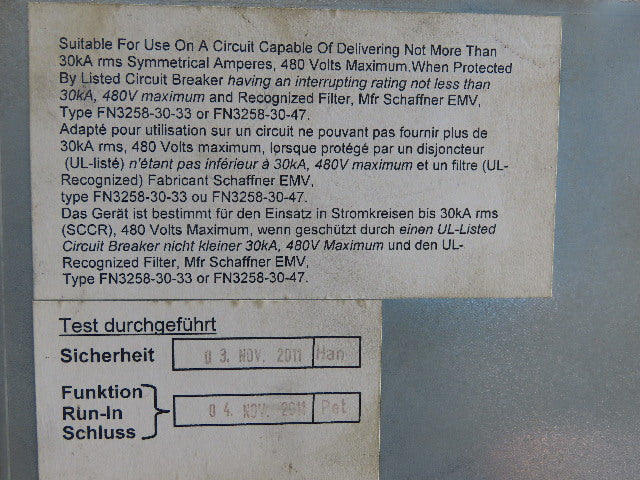 Suitable For Use On A Circuit Capable Of Delivering Not More Than
30kA rms Symmetrical Amperes, 480 Volts Maximum,When Protected
By Listed Circuit Breaker having an interrupting rating not less than
30kA, 480V maximum and Recognized Filter, Mfr Schaffner EMV,
Type FN3258-30-33 or FN3258-30-47.
Adapté pour utilisation sur un circuit ne pouvant pas fournir plus de
30kA rms, 480 Volts maximum, lorsque protégé par un disjoncteur
(UL-listé) n'étant pas inférieur à 30kA, 480V maximum et un filtre (UL-
Recognized) Fabricant Schaffner EMV,
type FN3258-30-33 ou FN3258-30-47.
Das Gerät ist bestimmt für den Einsatz in Stromkreisen bis 30kA rms
(SCCR), 480 Volts Maximum, wenn geschützt durch einen UL-Listed
Circuit Breaker nicht kleiner 30kA, 480V Maximum und den UL-
Recognized Filter, Mfr Schaffner EMV,
Type FN3258-30-33 or FN3258-30-47.
Test durchgeführt
Sicherheit 03. NOV. 2011 Han
Funktion
Run-In 04. NOV. 2011 Pet
Schluss